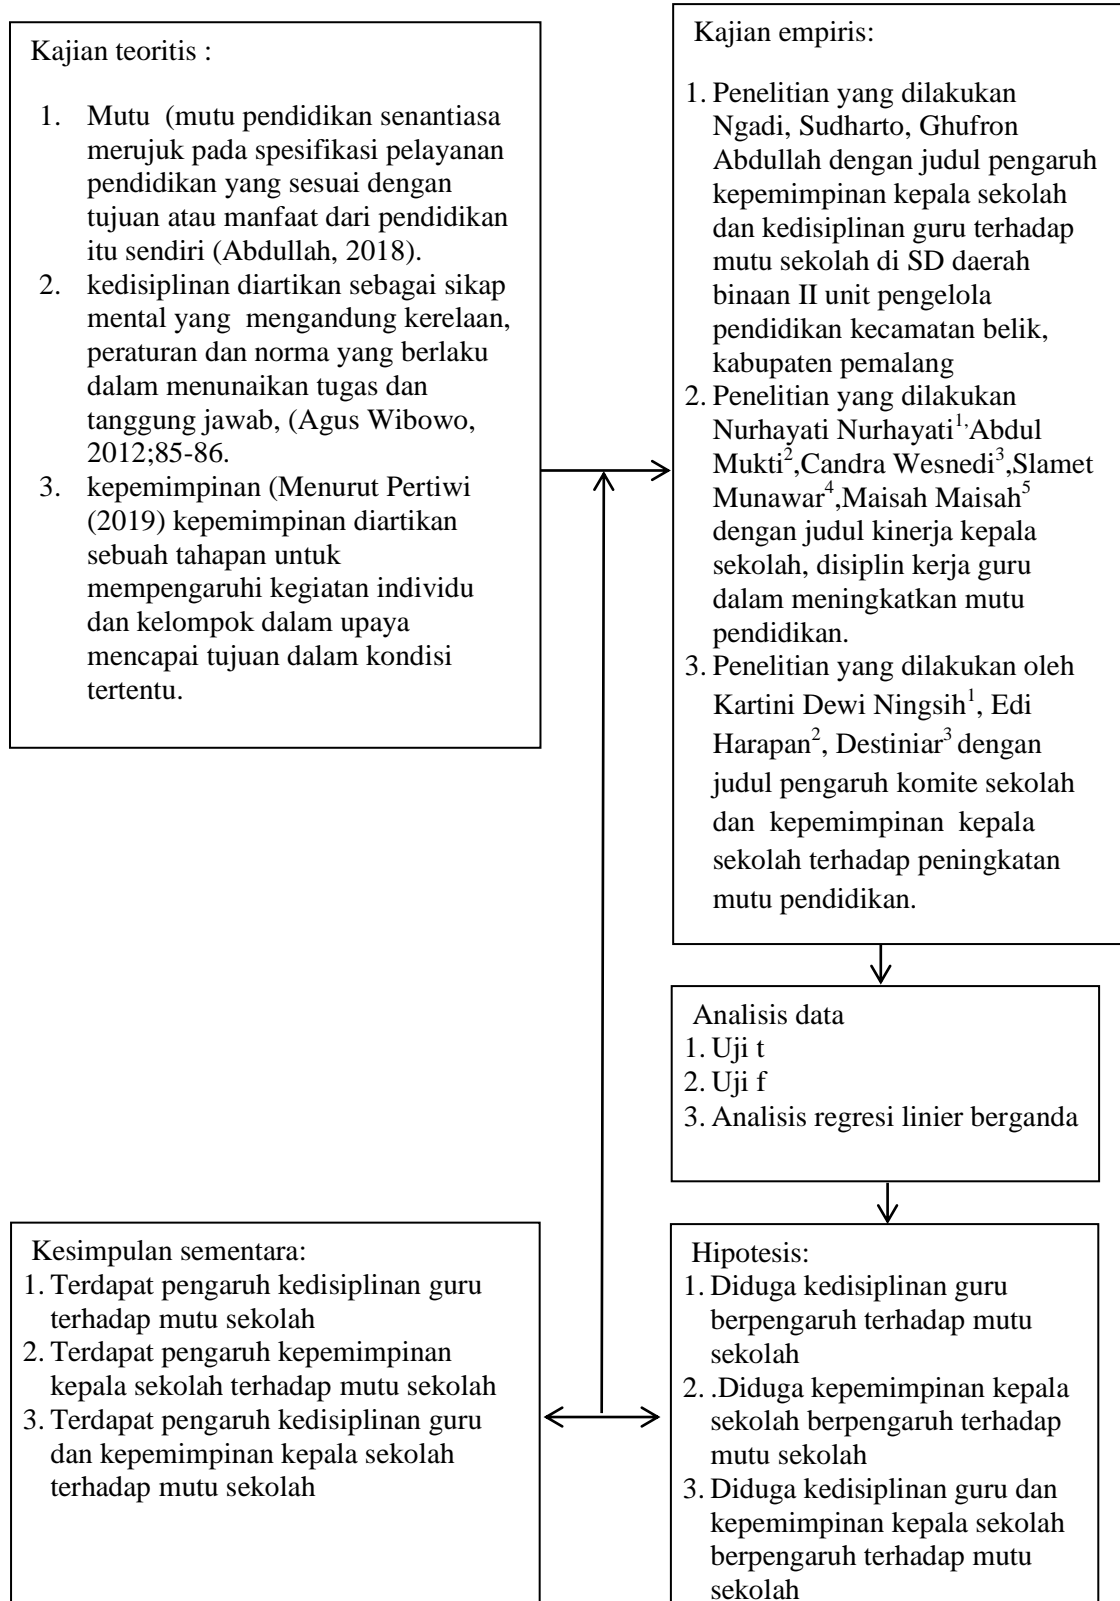 Kajian teoritis :
1. Mutu (mutu pendidikan senantiasa
merujuk pada spesifikasi pelayanan
pendidikan yang sesuai dengan
tujuan atau manfaat dari pendidikan
itu sendiri (Abdullah, 2018).
2. kedisiplinan diartikan sebagai sikap
mental yang mengandung kerelaan,
peraturan dan norma yang berlaku
dalam menunaikan tugas dan
tanggung jawab, (Agus Wibowo,
2012;85-86.
3. kepemimpinan (Menurut Pertiwi
(2019) kepemimpinan diartikan
sebuah tahapan untuk
mempengaruhi kegiatan individu
dan kelompok dalam upaya
mencapai tujuan dalam kondisi
tertentu.
Kajian empiris:
1. Penelitian yang dilakukan
Ngadi, Sudharto, Ghufron
Abdullah dengan judul pengaruh
kepemimpinan kepala sekolah
dan kedisiplinan guru terhadap
mutu sekolah di SD daerah
binaan II unit pengelola
pendidikan kecamatan belik,
kabupaten pemalang
2. Penelitian yang dilakukan
Nurhayati Nurhayati¹,Abdul
Mukti²,Candra Wesnedi³,Slamet
Munawar⁴,Maisah Maisah⁵
dengan judul kinerja kepala
sekolah, disiplin kerja guru
dalam meningkatkan mutu
pendidikan.
3. Penelitian yang dilakukan oleh
Kartini Dewi Ningsih¹, Edi
Harapan², Destiniar³ dengan
judul pengaruh komite sekolah
dan kepemimpinan kepala
sekolah terhadap peningkatan
mutu pendidikan.
Analisis data
1. Uji t
2. Uji f
3. Analisis regresi linier berganda
Kesimpulan sementara:
1. Terdapat pengaruh kedisiplinan guru
terhadap mutu sekolah
2. Terdapat pengaruh kepemimpinan
kepala sekolah terhadap mutu sekolah
3. Terdapat pengaruh kedisiplinan guru
dan kepemimpinan kepala sekolah
terhadap mutu sekolah
Hipotesis:
1. Diduga kedisiplinan guru
berpengaruh terhadap mutu
sekolah
2. .Diduga kepemimpinan kepala
sekolah berpengaruh terhadap
mutu sekolah
3. Diduga kedisiplinan guru dan
kepemimpinan kepala sekolah
berpengaruh terhadap mutu
sekolah